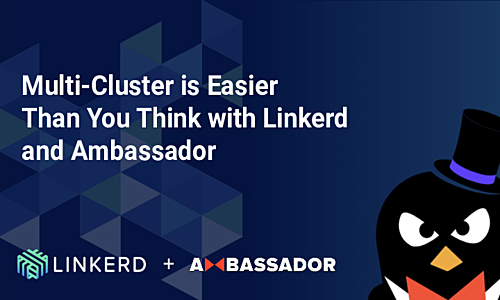 Multi-Cluster is Easier
Than You Think with Linkerd
and Ambassador
LINKERD + AMBASSADOR